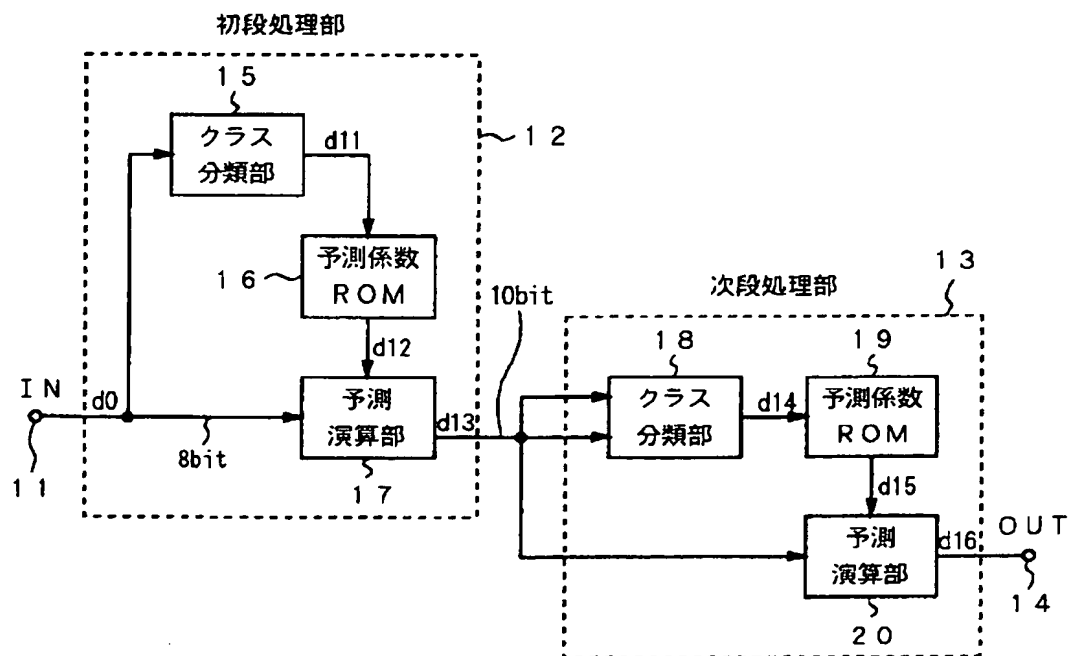 初段処理部
１５
クラス
分類部
d11
１２
予測係数
ＲＯＭ
１６
d12
ＩＮ
d0
8bit
１１
予測
演算部
１７
d13
10bit
次段処理部
１３
１８
クラス
分類部
d14
１９
予測係数
ＲＯＭ
d15
予測
演算部
２０
d16
ＯＵＴ
１４